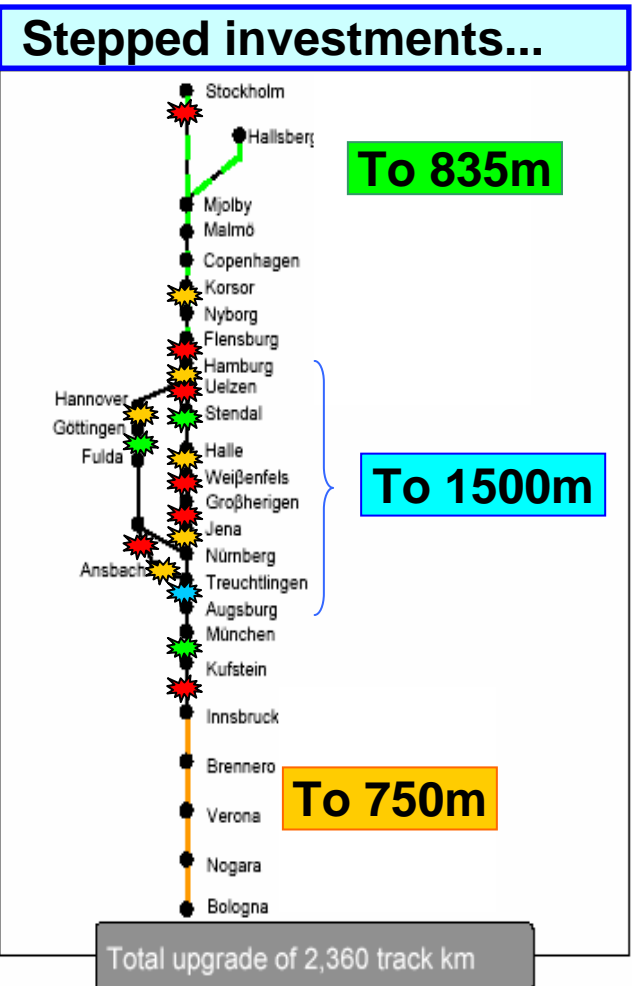 Stepped investments...
Stockholm
Hallsberg
To 835m
Mjolby
Malmö
Copenhagen
Korsor
Nyborg
Flensburg
Hamburg
Uelzen
Hannover
Stendal
Göttingen
Halle
Fulda
Weißenfels
To 1500m
Großherigen
Jena
Nürnberg
Ansbach
Treuchtlingen
Augsburg
München
Kufstein
Innsbruck
Brennero
To 750m
Verona
Nogara
Bologna
Total upgrade of 2,360 track km